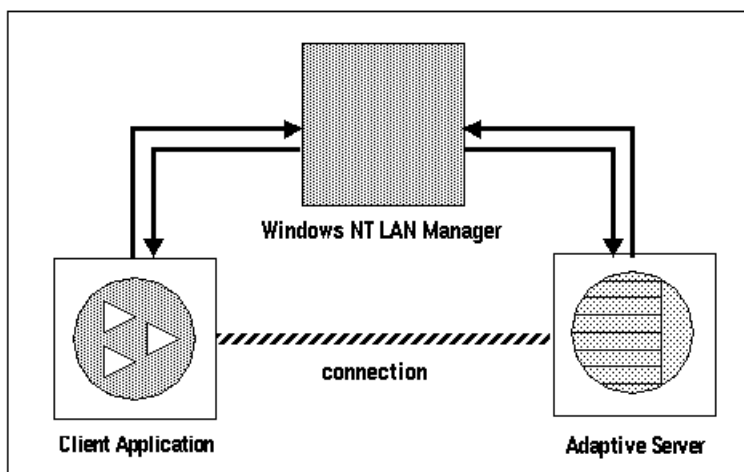 Windows NT LAN Manager
connection
Client Application
Adaptive Server